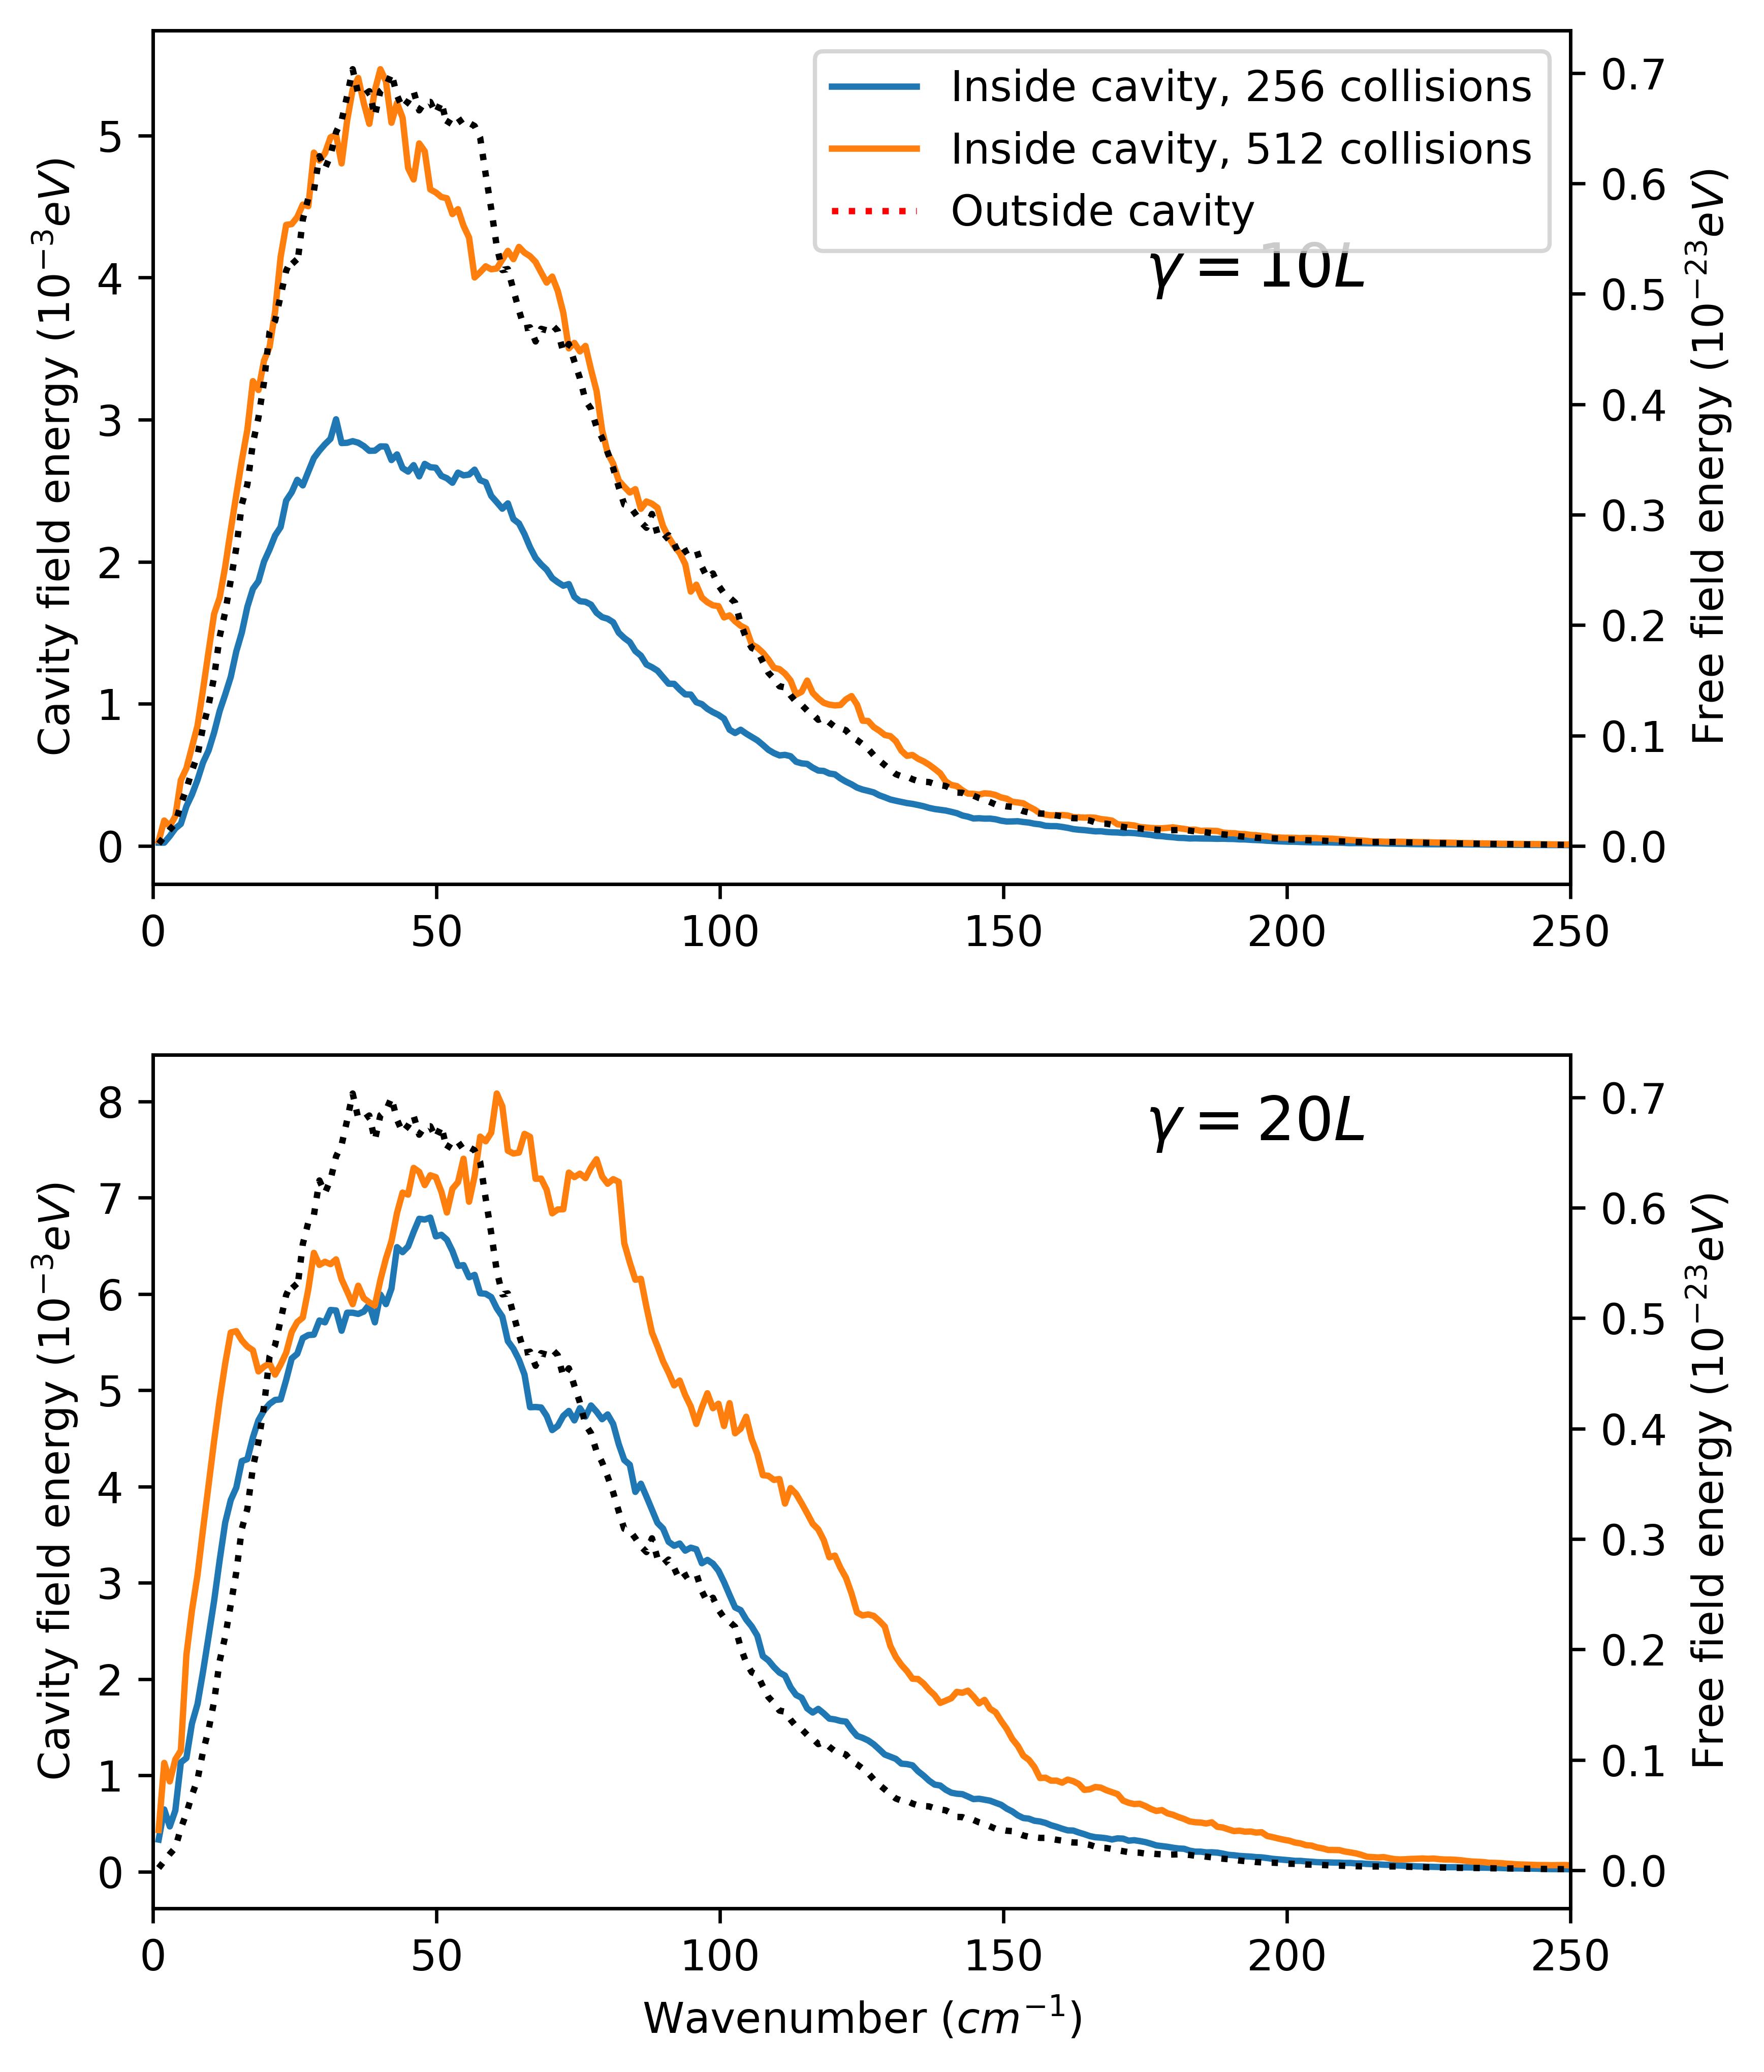 Inside cavity, 256 collisions
Inside cavity, 512 collisions
Outside cavity
γ = 10L
Cavity field energy (10⁻³eV)
5
4
3
2
1
0
Free field energy (10⁻²³eV)
0.7
0.6
0.5
0.4
0.3
0.2
0.1
0.0
0 50 100 150 200 250
γ = 20L
Cavity field energy (10⁻³eV)
8
7
6
5
4
3
2
1
0
Free field energy (10⁻²³eV)
0.7
0.6
0.5
0.4
0.3
0.2
0.1
0.0
0 50 100 150 200 250
Wavenumber (cm⁻¹)